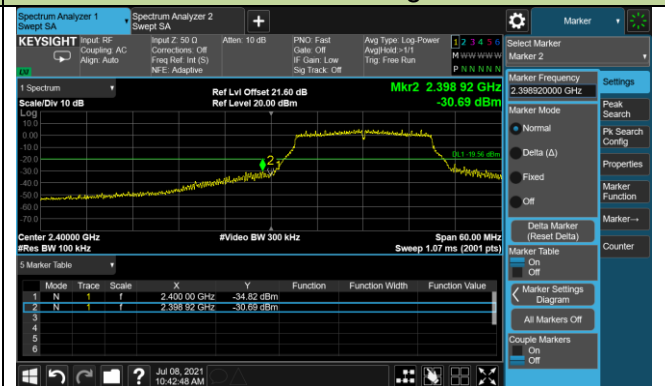 Spectrum Analyzer 1
Swept SA
Spectrum Analyzer 2
Swept SA
+
Marker
KEYSIGHT
Input: RF
Coupling: AC
Align: Auto
Input Z: 50 Ω
Corrections: Off
Freq Ref: Int (S)
NFE: Adaptive
Atten: 10 dB
PNO: Fast
Gate: Off
IF Gain: Low
Sig Track: Off
Avg Type: Log-Power
Avg|Hold:>1/1
Trig: Free Run
1 2 3 4 5 6
M W W W W W
P N N N N N
Select Marker
Marker 2
Marker Frequency
2.398920000 GHz
Settings
Peak
Search
Pk Search
Config
Properties
Marker
Function
Marker→
Counter
Marker Mode
Normal
Delta (Δ)
Fixed
Off
Delta Marker
(Reset Delta)
Marker Table
On
Off
Marker Settings
Diagram
All Markers Off
Couple Markers
On
Off
1 Spectrum
Scale/Div 10 dB
Ref Lvl Offset 21.60 dB
Ref Level 20.00 dBm
Mkr2 2.398 92 GHz
-30.69 dBm
Log
10.0
0.00
-10.0
-20.0
-30.0
-40.0
-50.0
-60.0
-70.0
2
DL1 -19.56 dBm
Center 2.40000 GHz
#Res BW 100 kHz
#Video BW 300 kHz
Span 60.00 MHz
Sweep 1.07 ms (2001 pts)
5 Marker Table
Mode Trace Scale X Y Function Function Width Function Value
1 N 1 f 2.400 00 GHz -34.82 dBm
2 N 1 f 2.398 92 GHz -30.69 dBm
3
4
5
6
?
Jul 08, 2021
10:42:48 AM